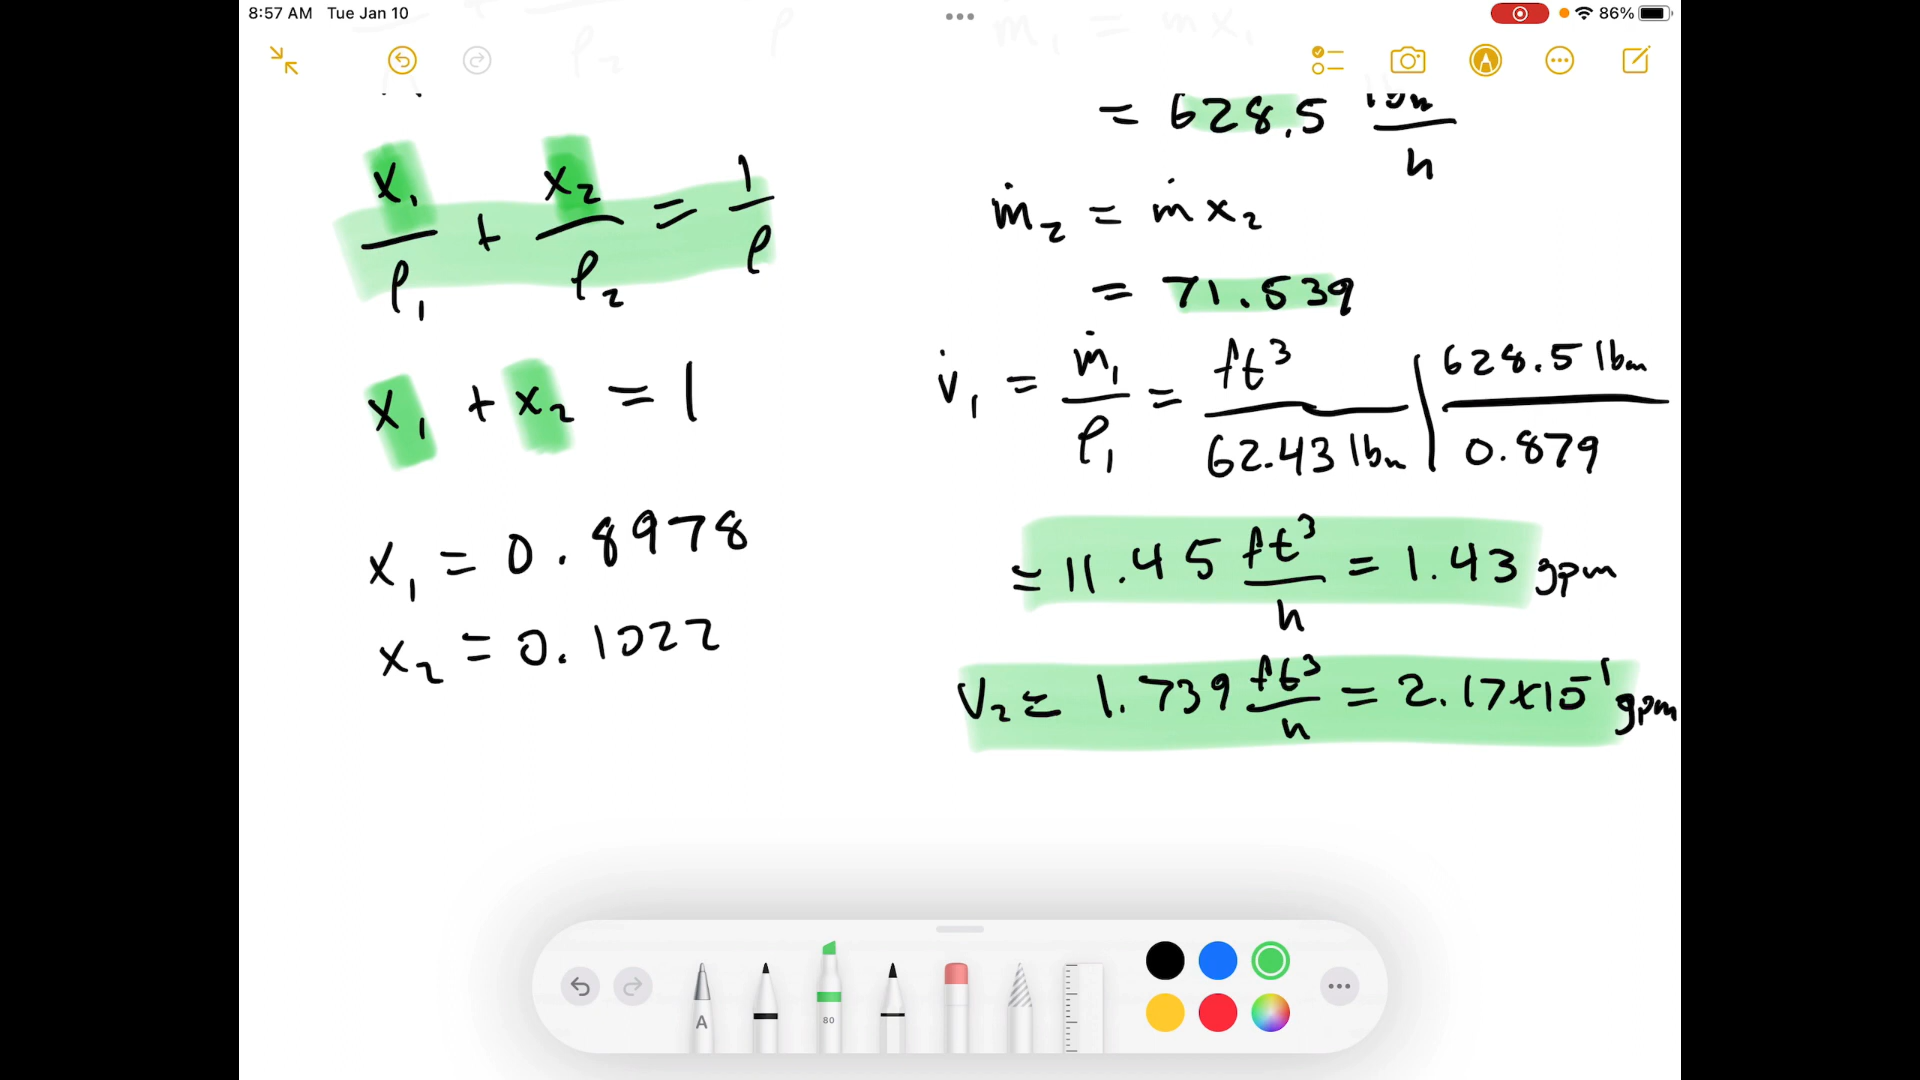 8:57 AM Tue Jan 10
86%
x₁/ρ₁ + x₂/ρ₂ = 1/ρ
x₁ + x₂ = 1
x₁ = 0.8978
x₂ = 0.1022
= 628.5 lbm/h
ṁ₂ = ṁ x₂
= 71.539
v̇₁ = ṁ₁/ρ₁ = ft³/62.43 lbm | 628.5 lbm/0.879
= 11.45 ft³/h = 1.43 gpm
V₂ = 1.739 ft³/h = 2.17x10⁻¹ gpm
A
80